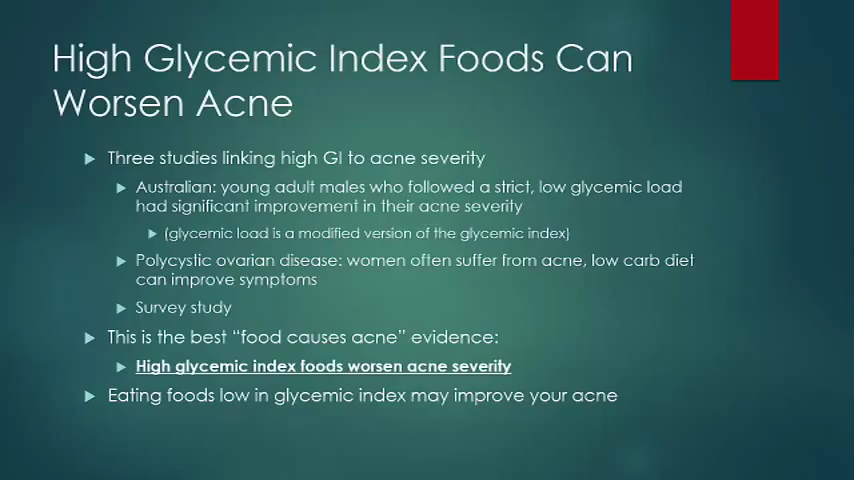 High Glycemic Index Foods Can
Worsen Acne
Three studies linking high GI to acne severity
Australian: young adult males who followed a strict, low glycemic load
had significant improvement in their acne severity
(glycemic load is a modified version of the glycemic index)
Polycystic ovarian disease: women often suffer from acne, low carb diet
can improve symptoms
Survey study
This is the best “food causes acne” evidence:
High glycemic index foods worsen acne severity
Eating foods low in glycemic index may improve your acne